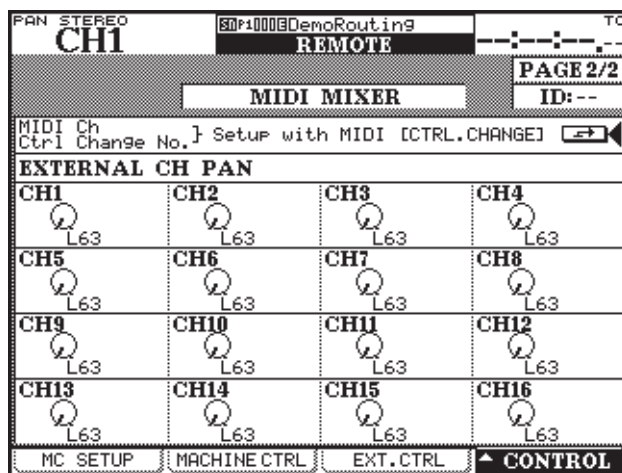 PAN STEREO
CH1
DemoRouting
REMOTE
TC
--:--:--.--
PAGE 2/2
MIDI MIXER
ID:--
MIDI Ch
Ctrl Change No. } Setup with MIDI [CTRL.CHANGE]
EXTERNAL CH PAN
CH1 CH2 CH3 CH4
L63 L63 L63 L63
CH5 CH6 CH7 CH8
L63 L63 L63 L63
CH9 CH10 CH11 CH12
L63 L63 L63 L63
CH13 CH14 CH15 CH16
L63 L63 L63 L63
MC SETUP MACHINE CTRL EXT.CTRL CONTROL